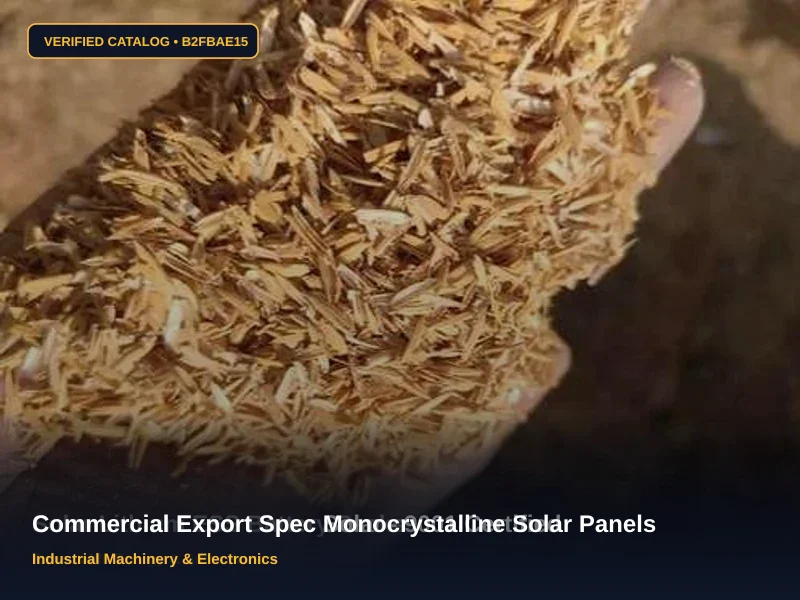 VERIFIED CATALOG • B2FBAE15
Commercial Export Spec Monocrystalline Solar Panels
Industrial Machinery & Electronics